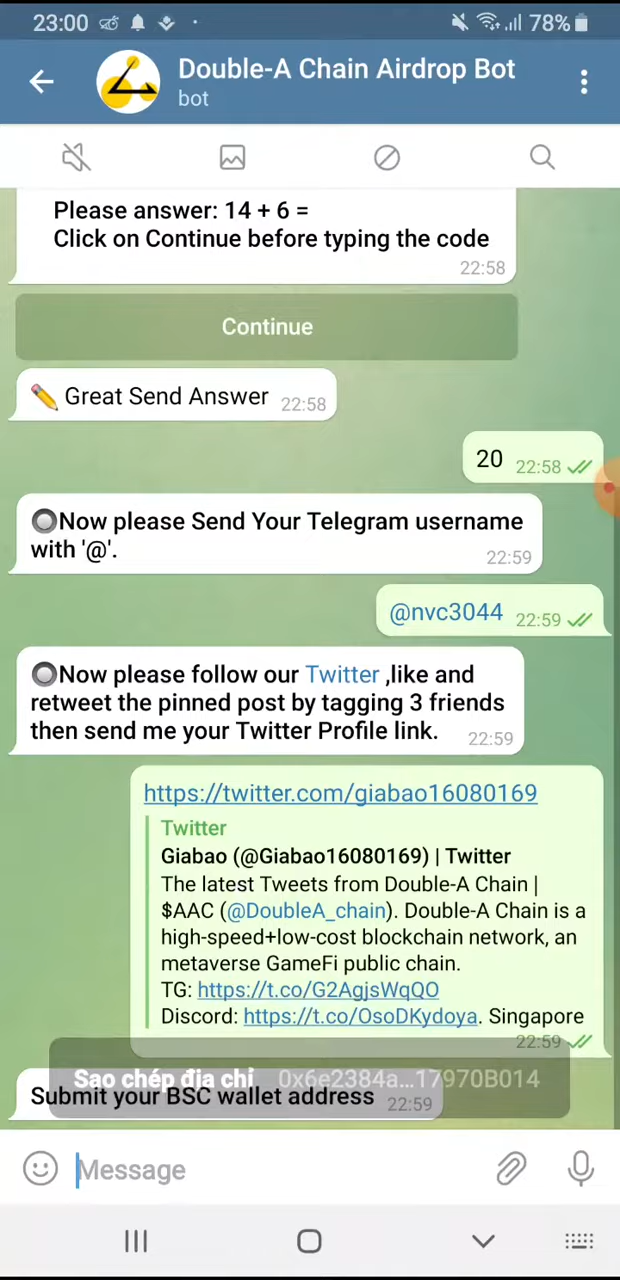 23:00
78%
Double-A Chain Airdrop Bot
bot
Please answer: 14 + 6 =
Click on Continue before typing the code
22:58
Continue
✏️ Great Send Answer 22:58
20 22:58
🔘Now please Send Your Telegram username
with '@'.
22:59
@nvc3044 22:59
🔘Now please follow our Twitter ,like and
retweet the pinned post by tagging 3 friends
then send me your Twitter Profile link.
22:59
https://twitter.com/giabao16080169
Twitter
Giabao (@Giabao16080169) | Twitter
The latest Tweets from Double-A Chain |
$AAC (@DoubleA_chain). Double-A Chain is a
high-speed+low-cost blockchain network, an
metaverse GameFi public chain.
TG: https://t.co/G2AgjsWqQO
Discord: https://t.co/OsoDKydoya. Singapore
22:59
Sao chép địa chỉ 0x6e2384a...17970B014
Submit your BSC wallet address 22:59
Message